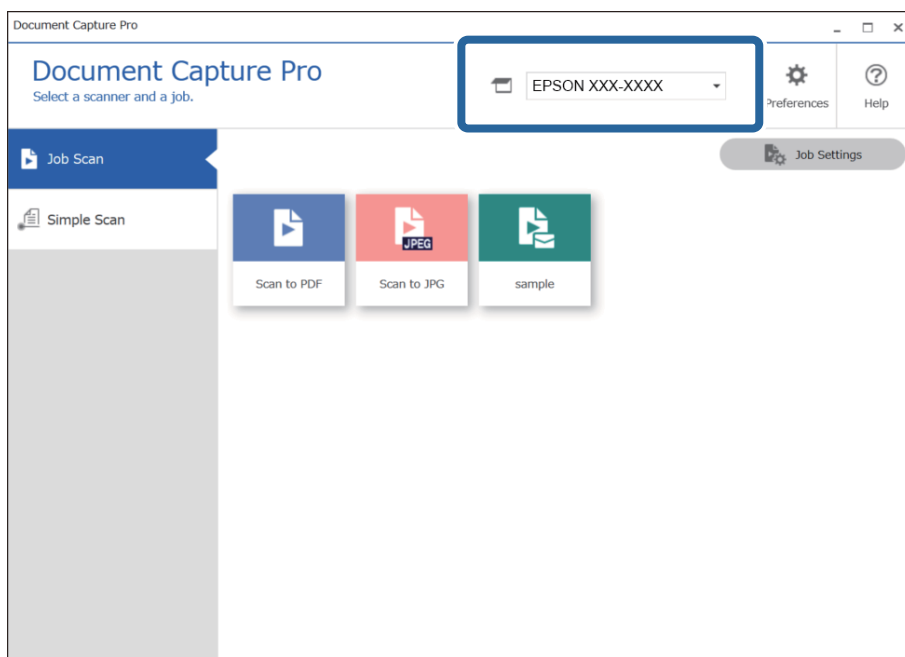 Document Capture Pro
Document Capture Pro
Select a scanner and a job.
EPSON XXX-XXXX
Preferences
Help
Job Scan
Job Settings
Simple Scan
JPEG
Scan to PDF
Scan to JPG
sample